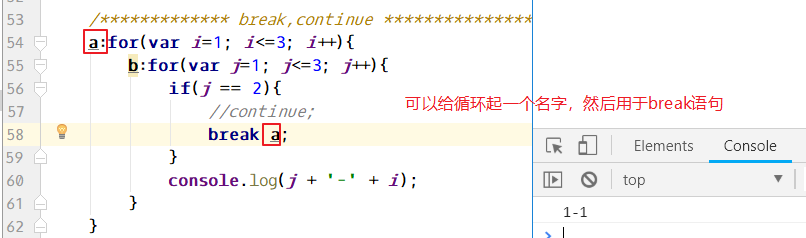 53 /************* break,continue ***************
54 a:for(var i=1; i<=3; i++){
55 b:for(var j=1; j<=3; j++){
56 if(j == 2){
57 //continue;
58 break a;
59 }
60 console.log(j + '-' + i);
61 }
62 }
可以给循环起一个名字，然后用于break语句
Elements Console
top
1-1